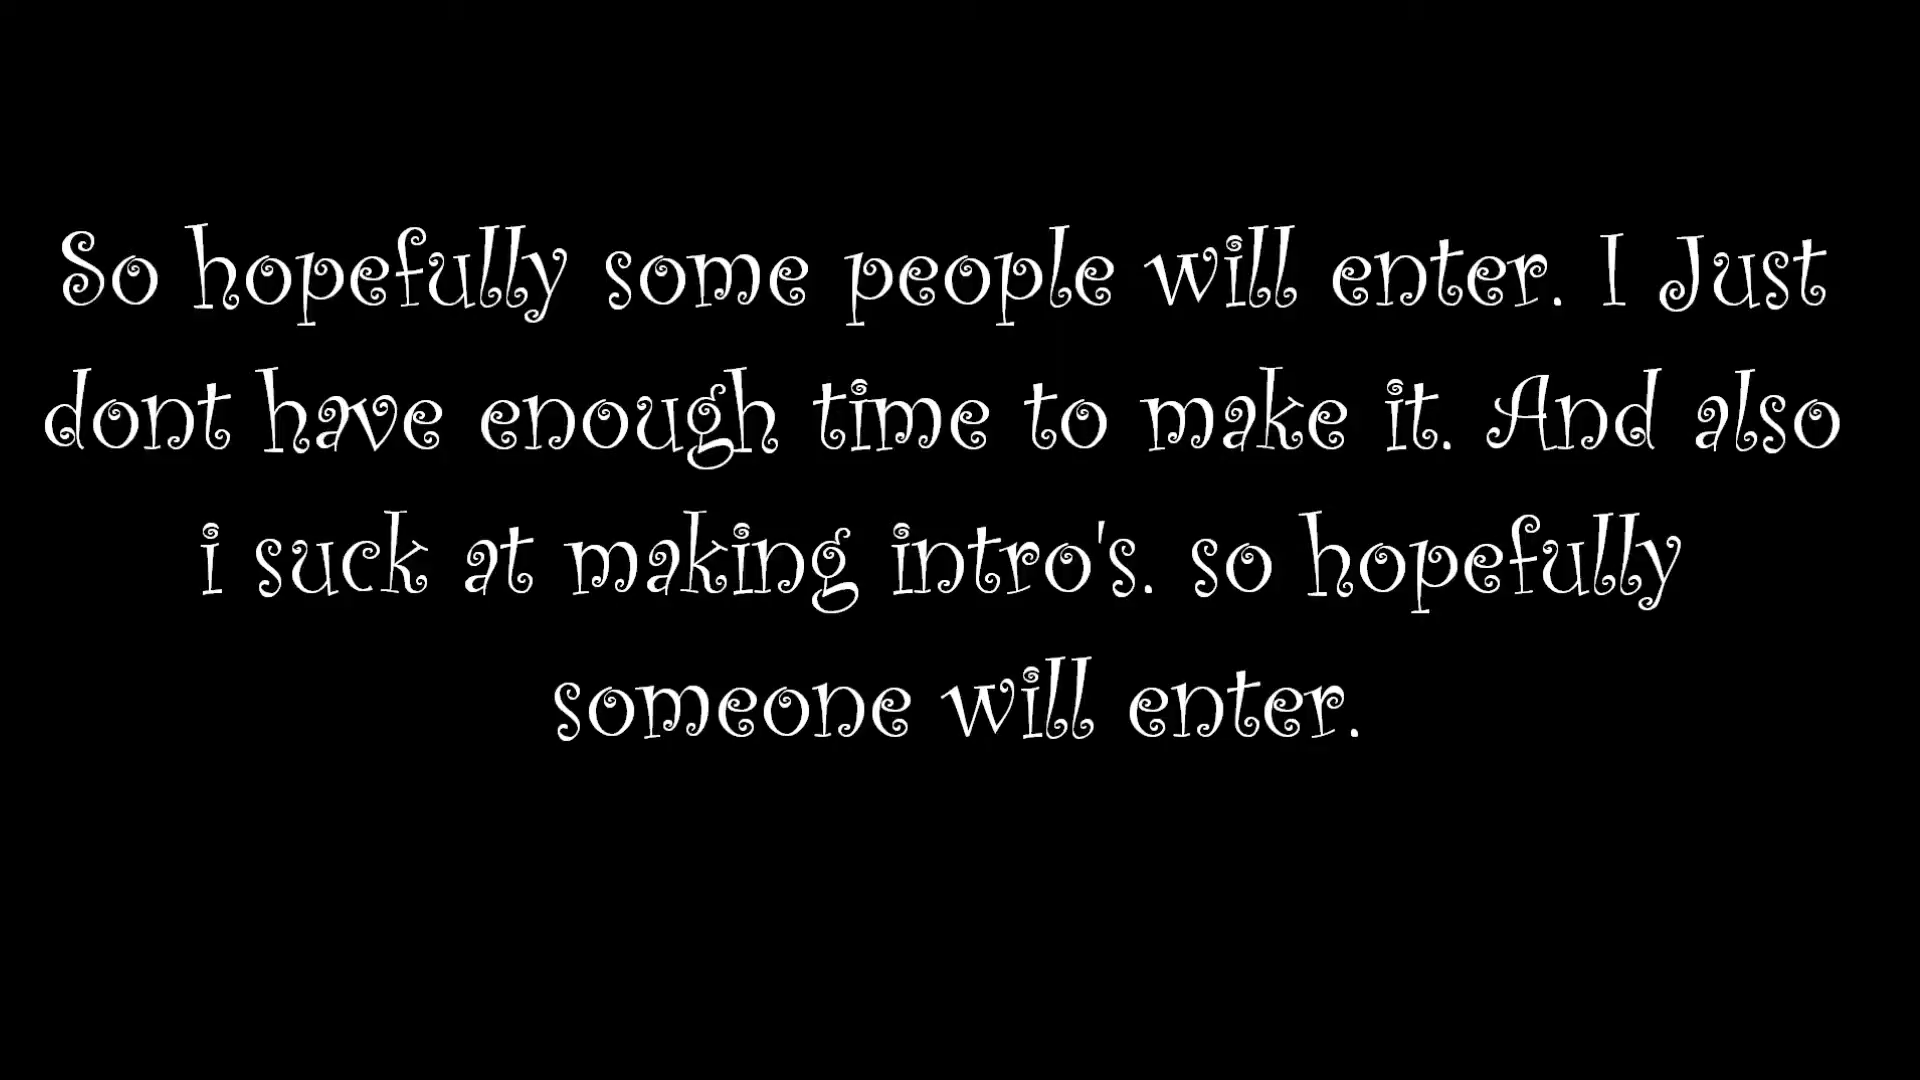 So hopefully some people will enter. I Just
dont have enough time to make it. And also
i suck at making intro's. so hopefully
someone will enter.